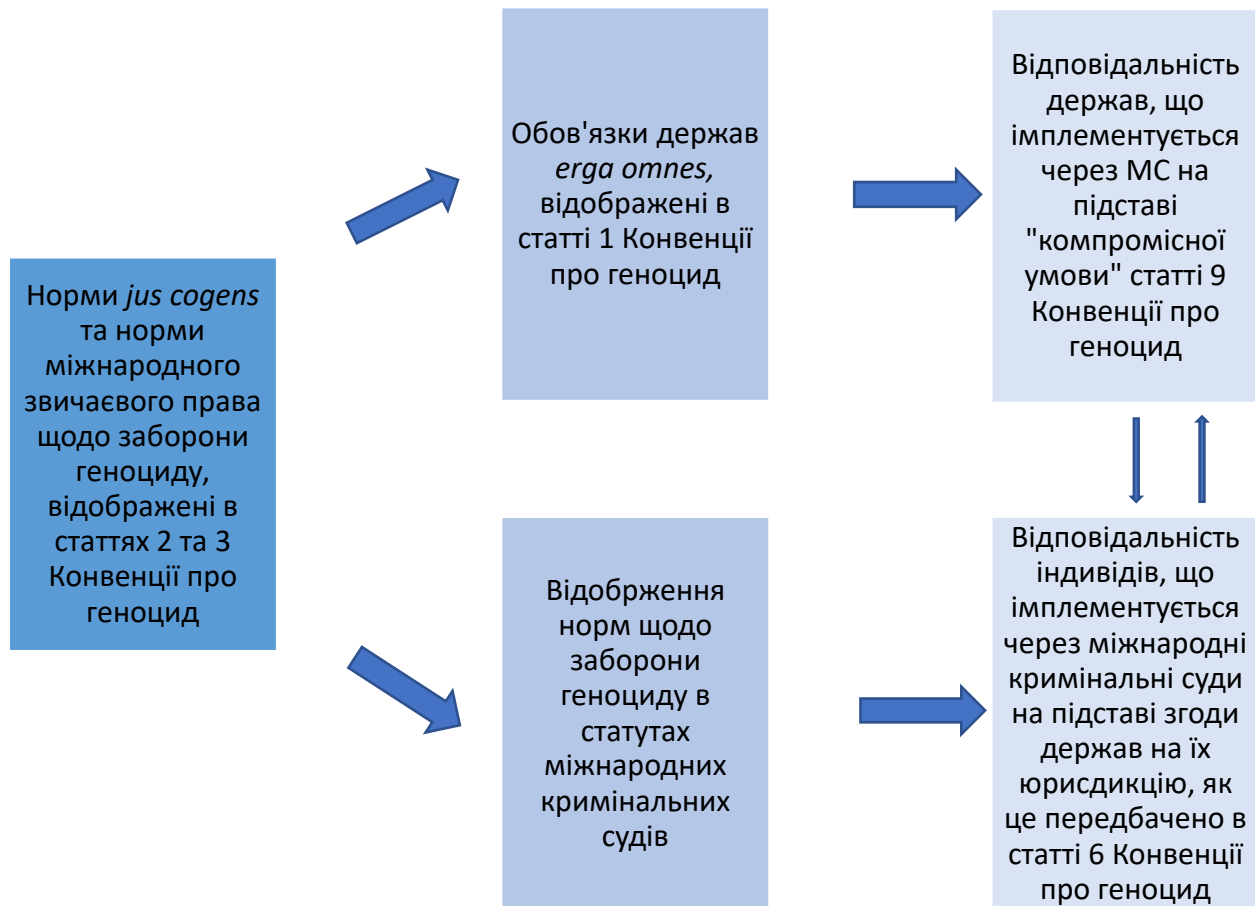 Норми jus cogens
та норми
міжнародного
звичаєвого права
щодо заборони
геноциду,
відображені в
статтях 2 та 3
Конвенції про
геноцид
Обов'язки держав
erga omnes,
відображені в
статті 1 Конвенції
про геноцид
Відповідальність
держав, що
імплементується
через МС на
підставі
"компромісної
умови" статті 9
Конвенції про
геноцид
Відобрження
норм щодо
заборони
геноциду в
статутах
міжнародних
кримінальних
судів
Відповідальність
індивідів, що
імплементується
через міжнародні
кримінальні суди
на підставі згоди
держав на їх
юрисдикцію, як
це передбачено в
статті 6 Конвенції
про геноцид